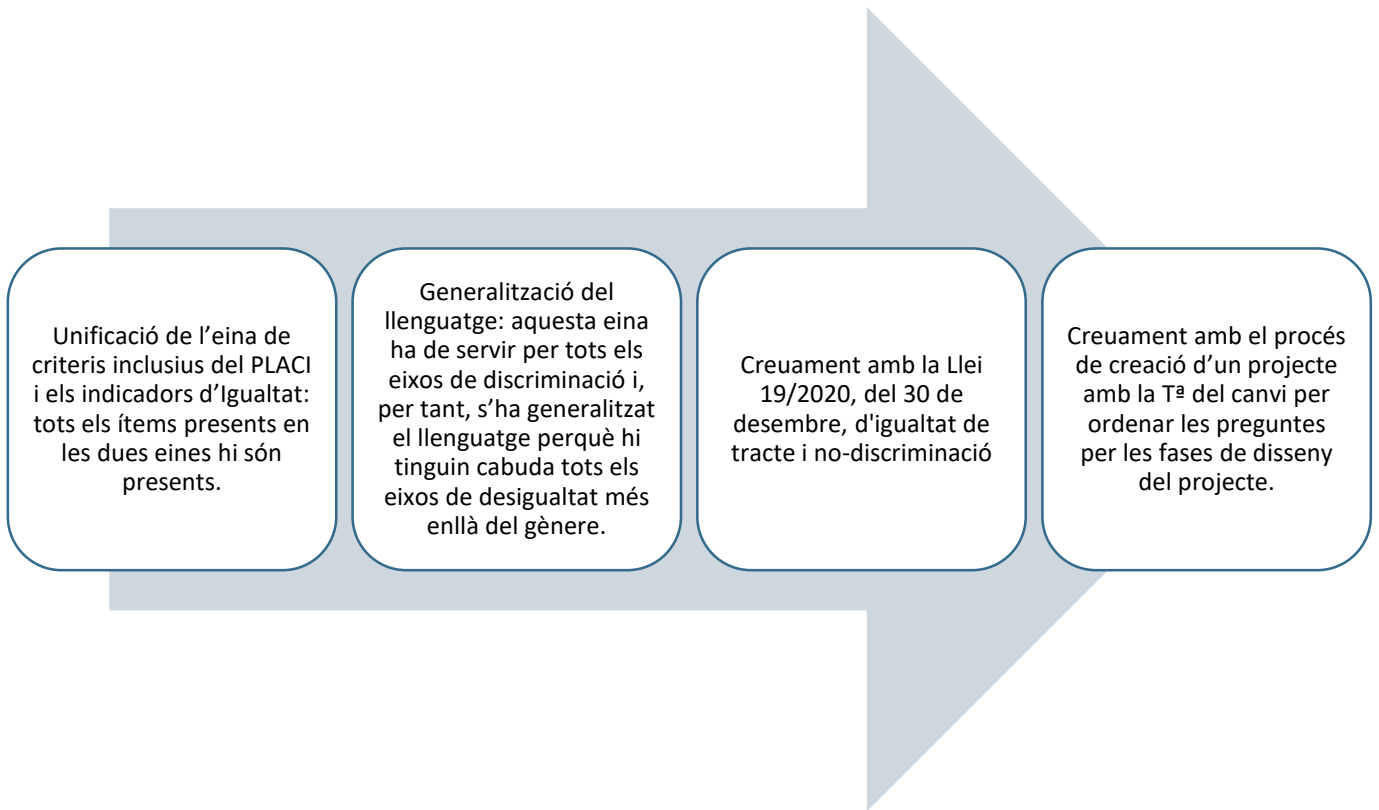 Unificació de l’eina de
criteris inclusius del PLACI
i els indicadors d’Igualtat:
tots els ítems presents en
les dues eines hi són
presents.
Generalització del
llenguatge: aquesta eina
ha de servir per tots els
eixos de discriminació i,
per tant, s’ha generalitzat
el llenguatge perquè hi
tinguin cabuda tots els
eixos de desigualtat més
enllà del gènere.
Creuament amb la Llei
19/2020, del 30 de
desembre, d'igualtat de
tracte i no-discriminació
Creuament amb el procés
de creació d’un projecte
amb la Tª del canvi per
ordenar les preguntes
per les fases de disseny
del projecte.